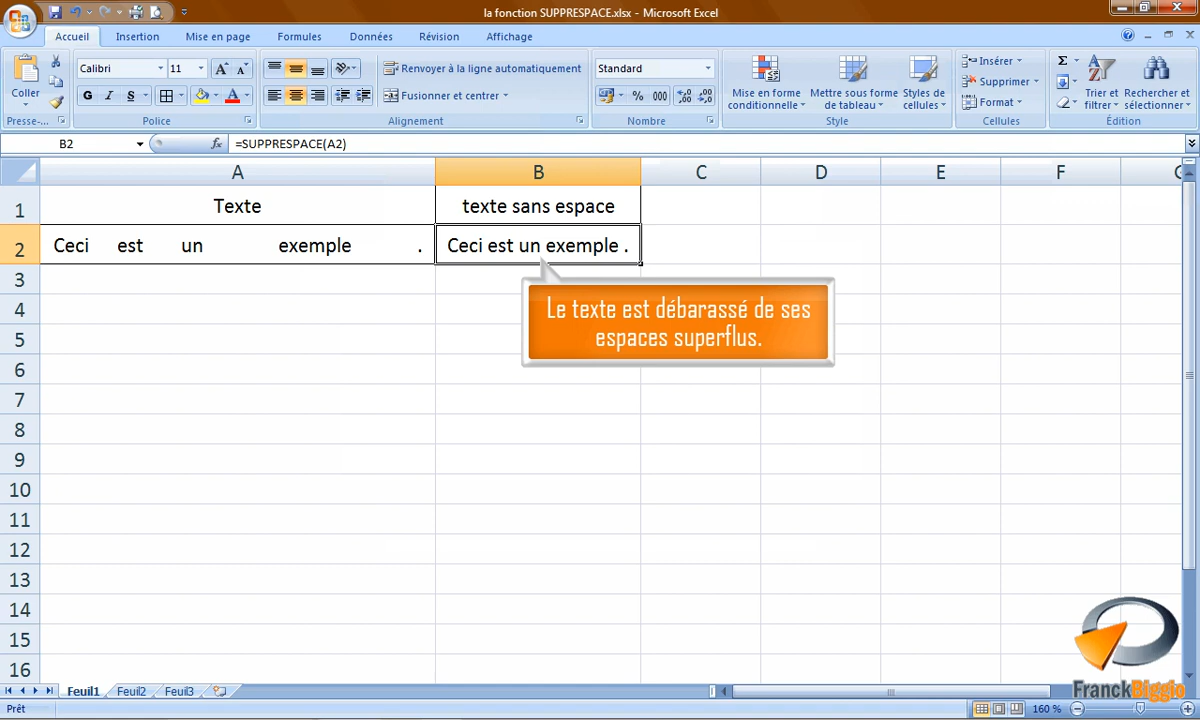 la fonction SUPPRESPACE.xlsx - Microsoft Excel
Accueil Insertion Mise en page Formules Données Révision Affichage
Coller
Calibri 11
G I S
Renvoyer à la ligne automatiquement
Fusionner et centrer
Standard
% 000
Mise en forme conditionnelle
Mettre sous forme de tableau
Styles de cellules
Insérer
Supprimer
Format
Σ
Trier et filtrer
Rechercher et sélectionner
Presse-... Police Alignement Nombre Style Cellules Édition
B2 fx =SUPPRESPACE(A2)
A B C D E F G
1 Texte texte sans espace
2 Ceci est un exemple . Ceci est un exemple .
Le texte est débarassé de ses
espaces superflus.
3
4
5
6
7
8
9
10
11
12
13
14
15
16
FranckBiggio
Feuil1 Feuil2 Feuil3
Prêt 160 %